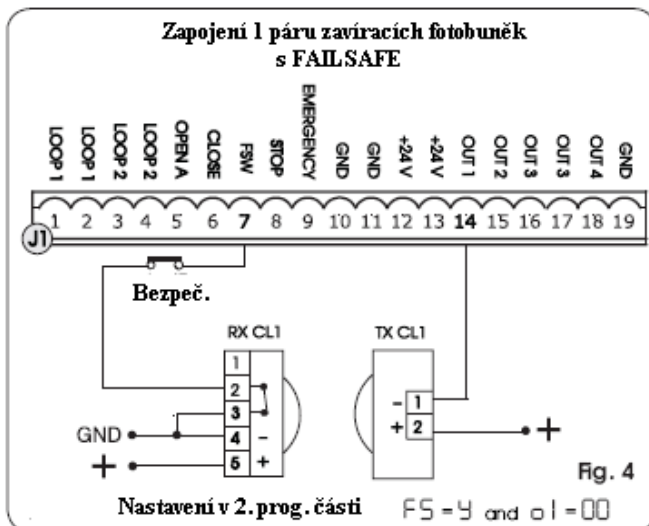 Zapojení 1 páru zavíracích fotobuněk
s FAILSAFE
LOOP 1
LOOP 1
LOOP 2
LOOP 2
OPEN A
CLOSE
FSW
STOP
EMERGENCY
GND
GND
+24 V
+24 V
OUT 1
OUT 2
OUT 3
OUT 3
OUT 4
GND
1 2 3 4 5 6 7 8 9 10 11 12 13 14 15 16 17 18 19
J1
Bezpeč.
RX CL1
TX CL1
1
2
3
4 -
5 +
GND
+
- 1
+ 2
+
Fig. 4
Nastavení v 2. prog. části FS = Y and o1 = 00